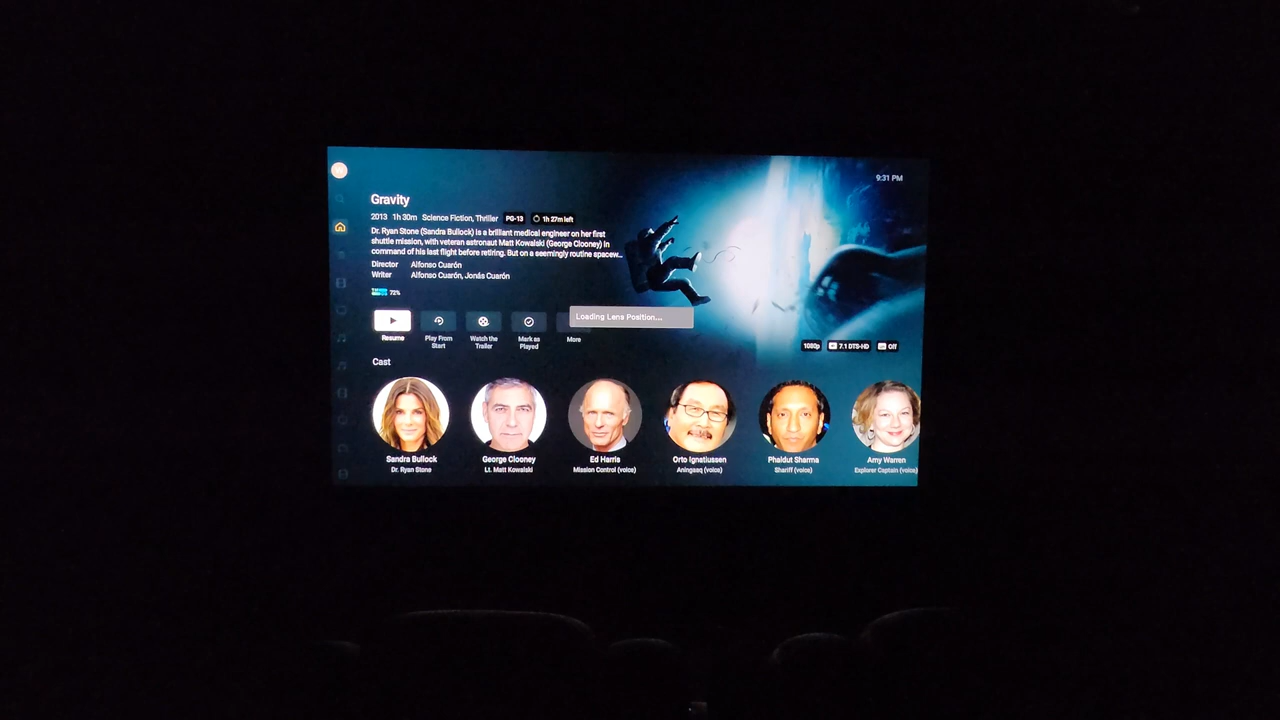 9:31 PM
Gravity
2013 1h 30m Science Fiction, Thriller PG-13 1h 27m left
Dr. Ryan Stone (Sandra Bullock) is a brilliant medical engineer on her first
shuttle mission, with veteran astronaut Matt Kowalski (George Clooney) in
command of his last flight before retiring. But on a seemingly routine spacew...
Director Alfonso Cuarón
Writer Alfonso Cuarón, Jonás Cuarón
72%
Loading Lens Position...
Resume
Play From
Start
Watch the
Trailer
Mark as
Played
More
1080p 7.1 DTS-HD Off
Cast
Sandra Bullock
Dr. Ryan Stone
George Clooney
Lt. Matt Kowalski
Ed Harris
Mission Control (voice)
Orto Ignatiussen
Aningaaq (voice)
Phaldut Sharma
Shariff (voice)
Amy Warren
Explorer Captain (voice)